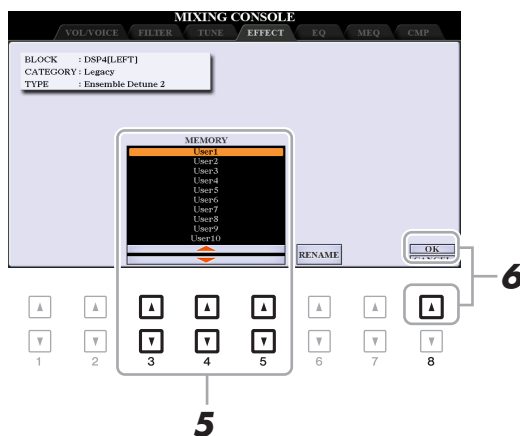 MIXING CONSOLE
VOL/VOICE FILTER TUNE EFFECT EQ MEQ CMP
BLOCK : DSP4[LEFT]
CATEGORY : Legacy
TYPE : Ensemble Detune 2
MEMORY
User1
User2
User3
User4
User5
User6
User7
User8
User9
User10
RENAME
OK
CANCEL
6
1 2 3 4 5 6 7 8
5